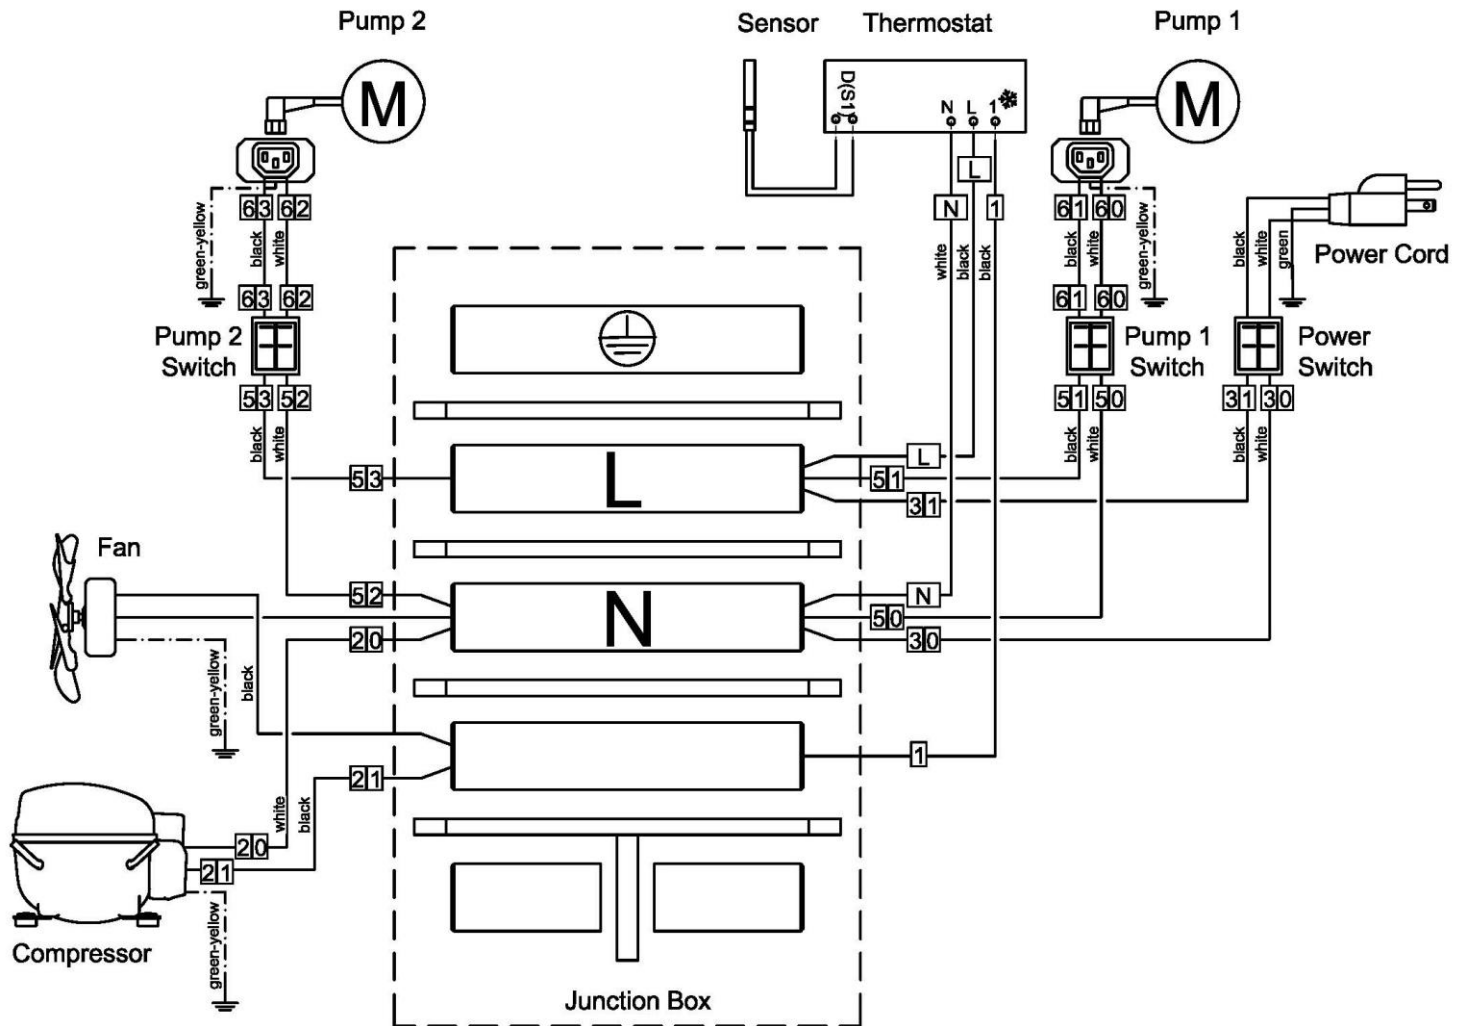 Pump 2
Sensor
Thermostat
Pump 1
M
D(S1)
N L 1
M
L
N
1
63 62
61 60
green-yellow
black
white
white
black
black
black
white
green-yellow
black
white
green
Power Cord
63 62
61 60
Pump 2
Switch
Pump 1
Switch
Power
Switch
53 52
51 50
31 30
black
white
black
white
black
white
53
L
L
51
31
Fan
52
20
N
N
50
30
green-yellow
black
21
1
white
black
20
21
green-yellow
Compressor
Junction Box